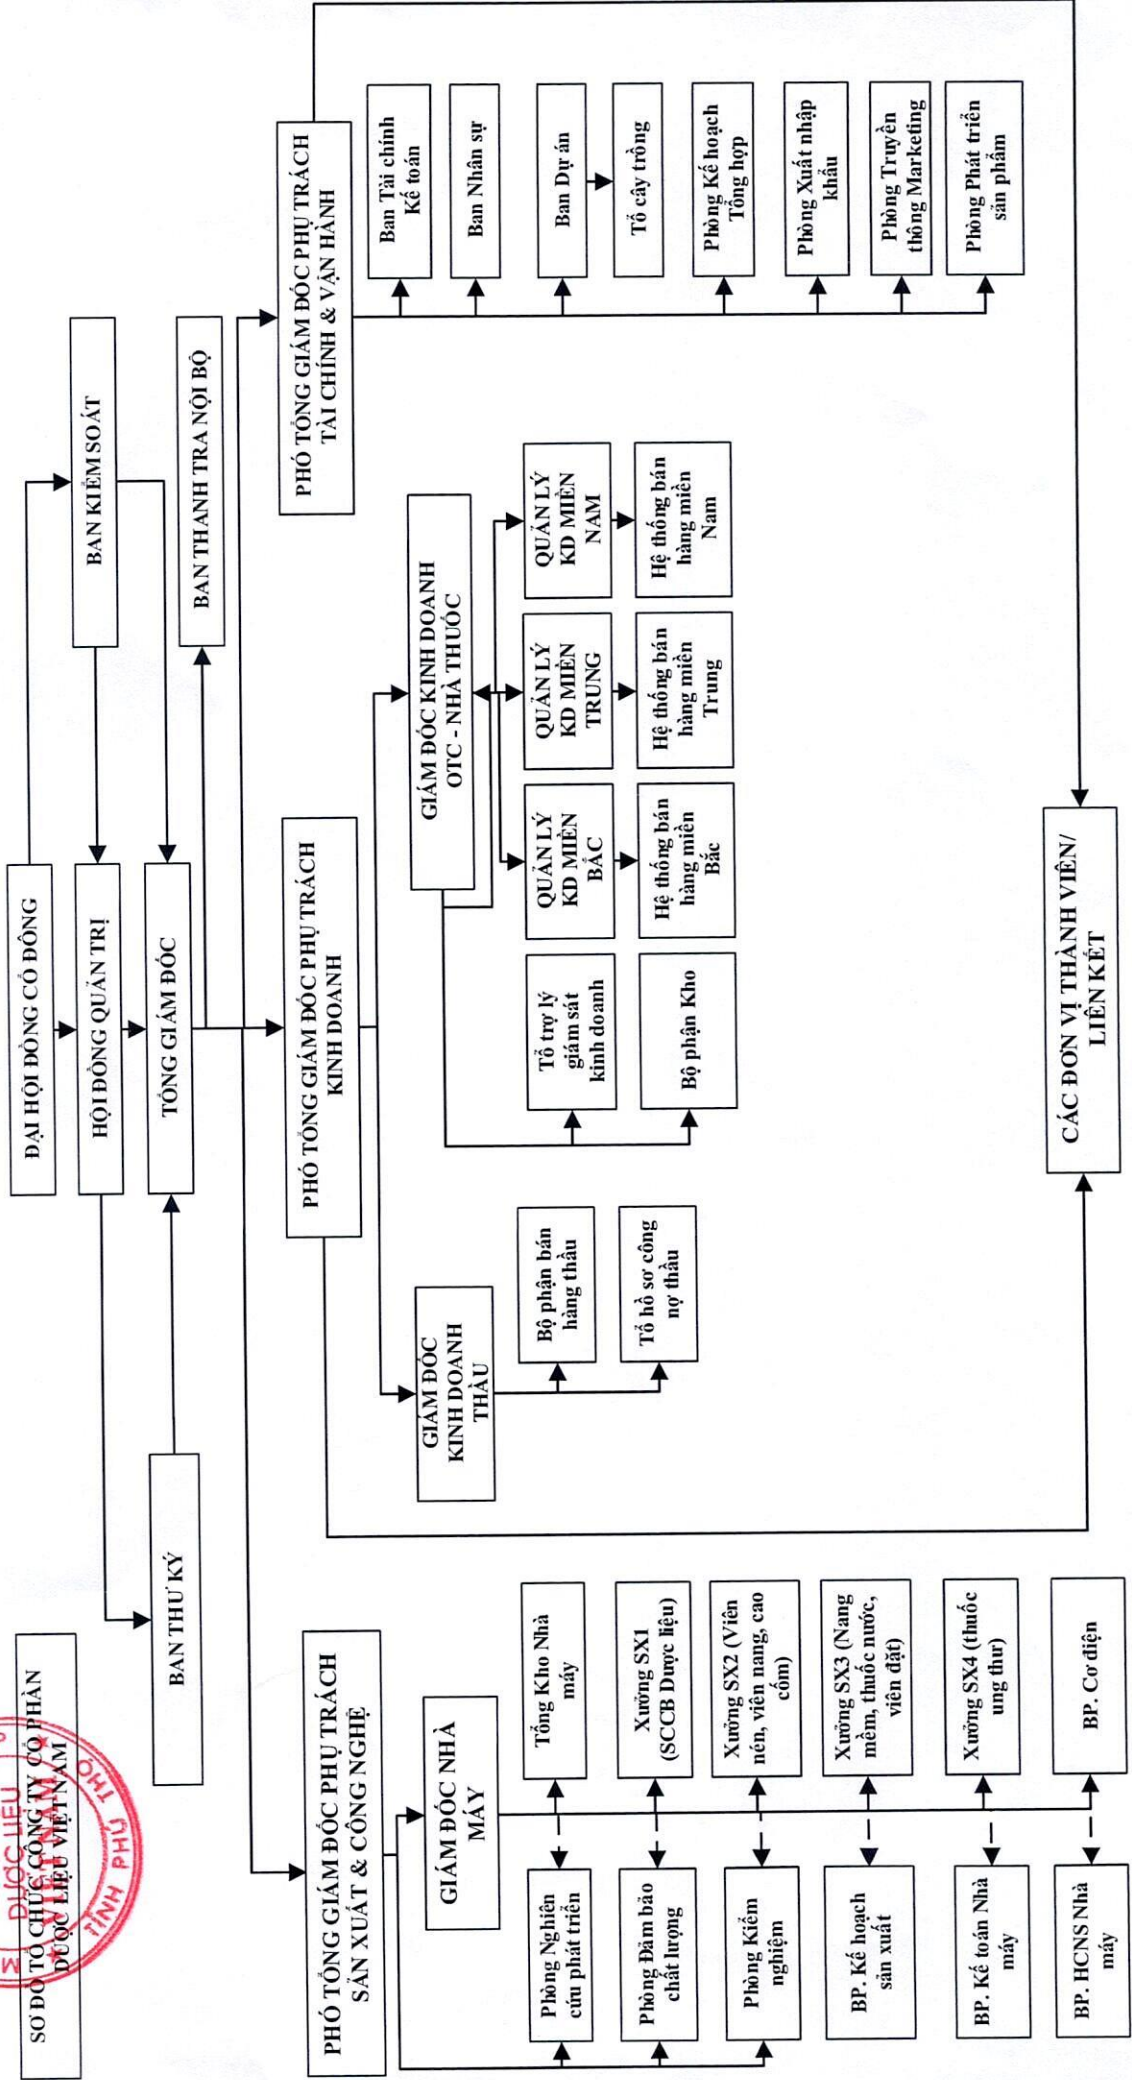 SƠ ĐỒ TỔ CHỨC CÔNG TY CỔ PHẦN
DƯỢC LIỆU VIỆT NAM
DƯỢC LIỆU
VIỆT NAM
TỈNH PHÚ THỌ
ĐẠI HỘI ĐỒNG CỔ ĐÔNG
HỘI ĐỒNG QUẢN TRỊ
BAN KIỂM SOÁT
BAN THƯ KÝ
TỔNG GIÁM ĐỐC
BAN THANH TRA NỘI BỘ
PHÓ TỔNG GIÁM ĐỐC PHỤ TRÁCH
SẢN XUẤT & CÔNG NGHỆ
PHÓ TỔNG GIÁM ĐỐC PHỤ TRÁCH
KINH DOANH
PHÓ TỔNG GIÁM ĐỐC PHỤ TRÁCH
TÀI CHÍNH & VẬN HÀNH
GIÁM ĐỐC NHÀ
MÁY
Phòng Nghiên
cứu phát triển
Phòng Đảm bảo
chất lượng
Phòng Kiểm
nghiệm
BP. Kế hoạch
sản xuất
BP. Kế toán Nhà
máy
BP. HCNS Nhà
máy
Tổng Kho Nhà
máy
Xưởng SX1
(SCCB Dược liệu)
Xưởng SX2 (Viên
nén, viên nang, cao
cốm)
Xưởng SX3 (Nang
mềm, thuốc nước,
viên đặt)
Xưởng SX4 (thuốc
ung thư)
BP. Cơ điện
GIÁM ĐỐC
KINH DOANH
THẦU
Bộ phận bán
hàng thầu
Tổ hồ sơ công
nợ thầu
GIÁM ĐỐC KINH DOANH
OTC - NHÀ THUỐC
Tổ trợ lý
giám sát
kinh doanh
Bộ phận Kho
QUẢN LÝ
KD MIỀN
BẮC
Hệ thống bán
hàng miền
Bắc
QUẢN LÝ
KD MIỀN
TRUNG
Hệ thống bán
hàng miền
Trung
QUẢN LÝ
KD MIỀN
NAM
Hệ thống bán
hàng miền
Nam
Ban Tài chính
Kế toán
Ban Nhân sự
Ban Dự án
Tổ cây trồng
Phòng Kế hoạch
Tổng hợp
Phòng Xuất nhập
khẩu
Phòng Truyền
thông Marketing
Phòng Phát triển
sản phẩm
CÁC ĐƠN VỊ THÀNH VIÊN/
LIÊN KẾT